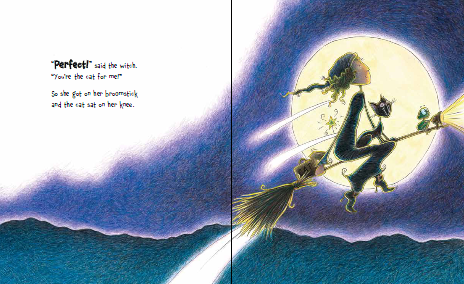 "Perfect!" said the witch.
"You're the cat for me!"
So she got on her broomstick
and the cat sat on her knee.